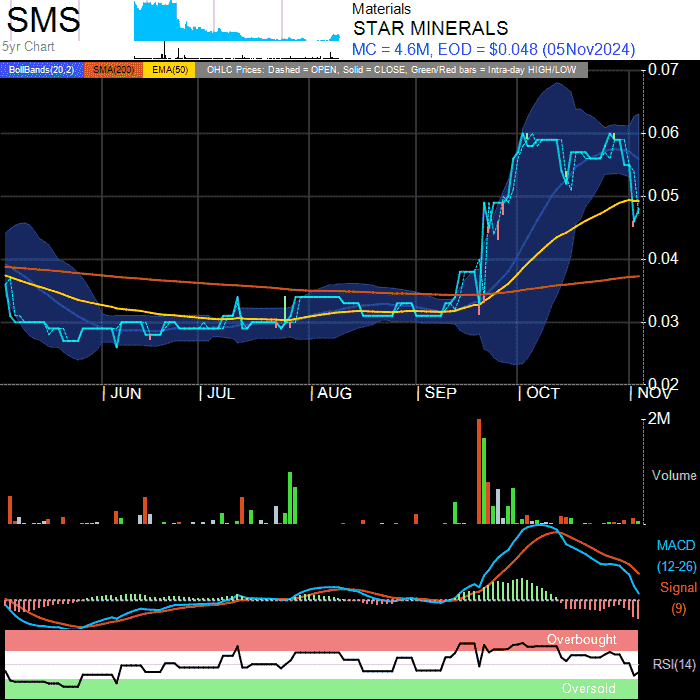 SMS
5yr Chart
Materials
STAR MINERALS
MC = 4.6M, EOD = $0.048 (05Nov2024)
BollBands(20,2) SMA(200) EMA(50) OHLC Prices: Dashed = OPEN, Solid = CLOSE, Green/Red bars = Intra-day HIGH/LOW
0.07
0.06
0.05
0.04
0.03
0.02
| JUN | JUL | AUG | SEP | OCT | NOV
2M
Volume
MACD
(12-26)
Signal
(9)
Overbought
RSI(14)
Oversold